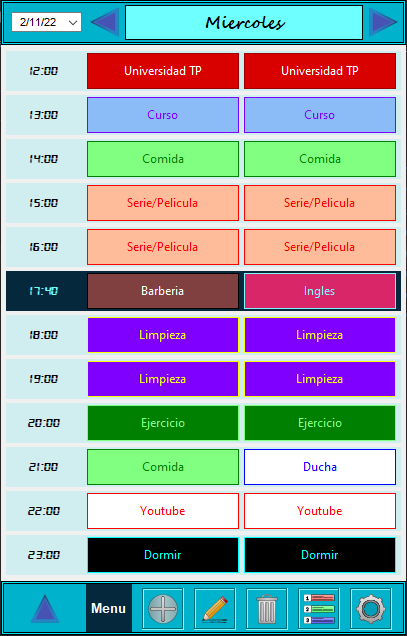 2/11/22 Miercoles
12:00 Universidad TP Universidad TP
13:00 Curso Curso
14:00 Comida Comida
15:00 Serie/Pelicula Serie/Pelicula
16:00 Serie/Pelicula Serie/Pelicula
17:40 Barberia Ingles
18:00 Limpieza Limpieza
19:00 Limpieza Limpieza
20:00 Ejercicio Ejercicio
21:00 Comida Ducha
22:00 Youtube Youtube
23:00 Dormir Dormir
Menu 1 2 3